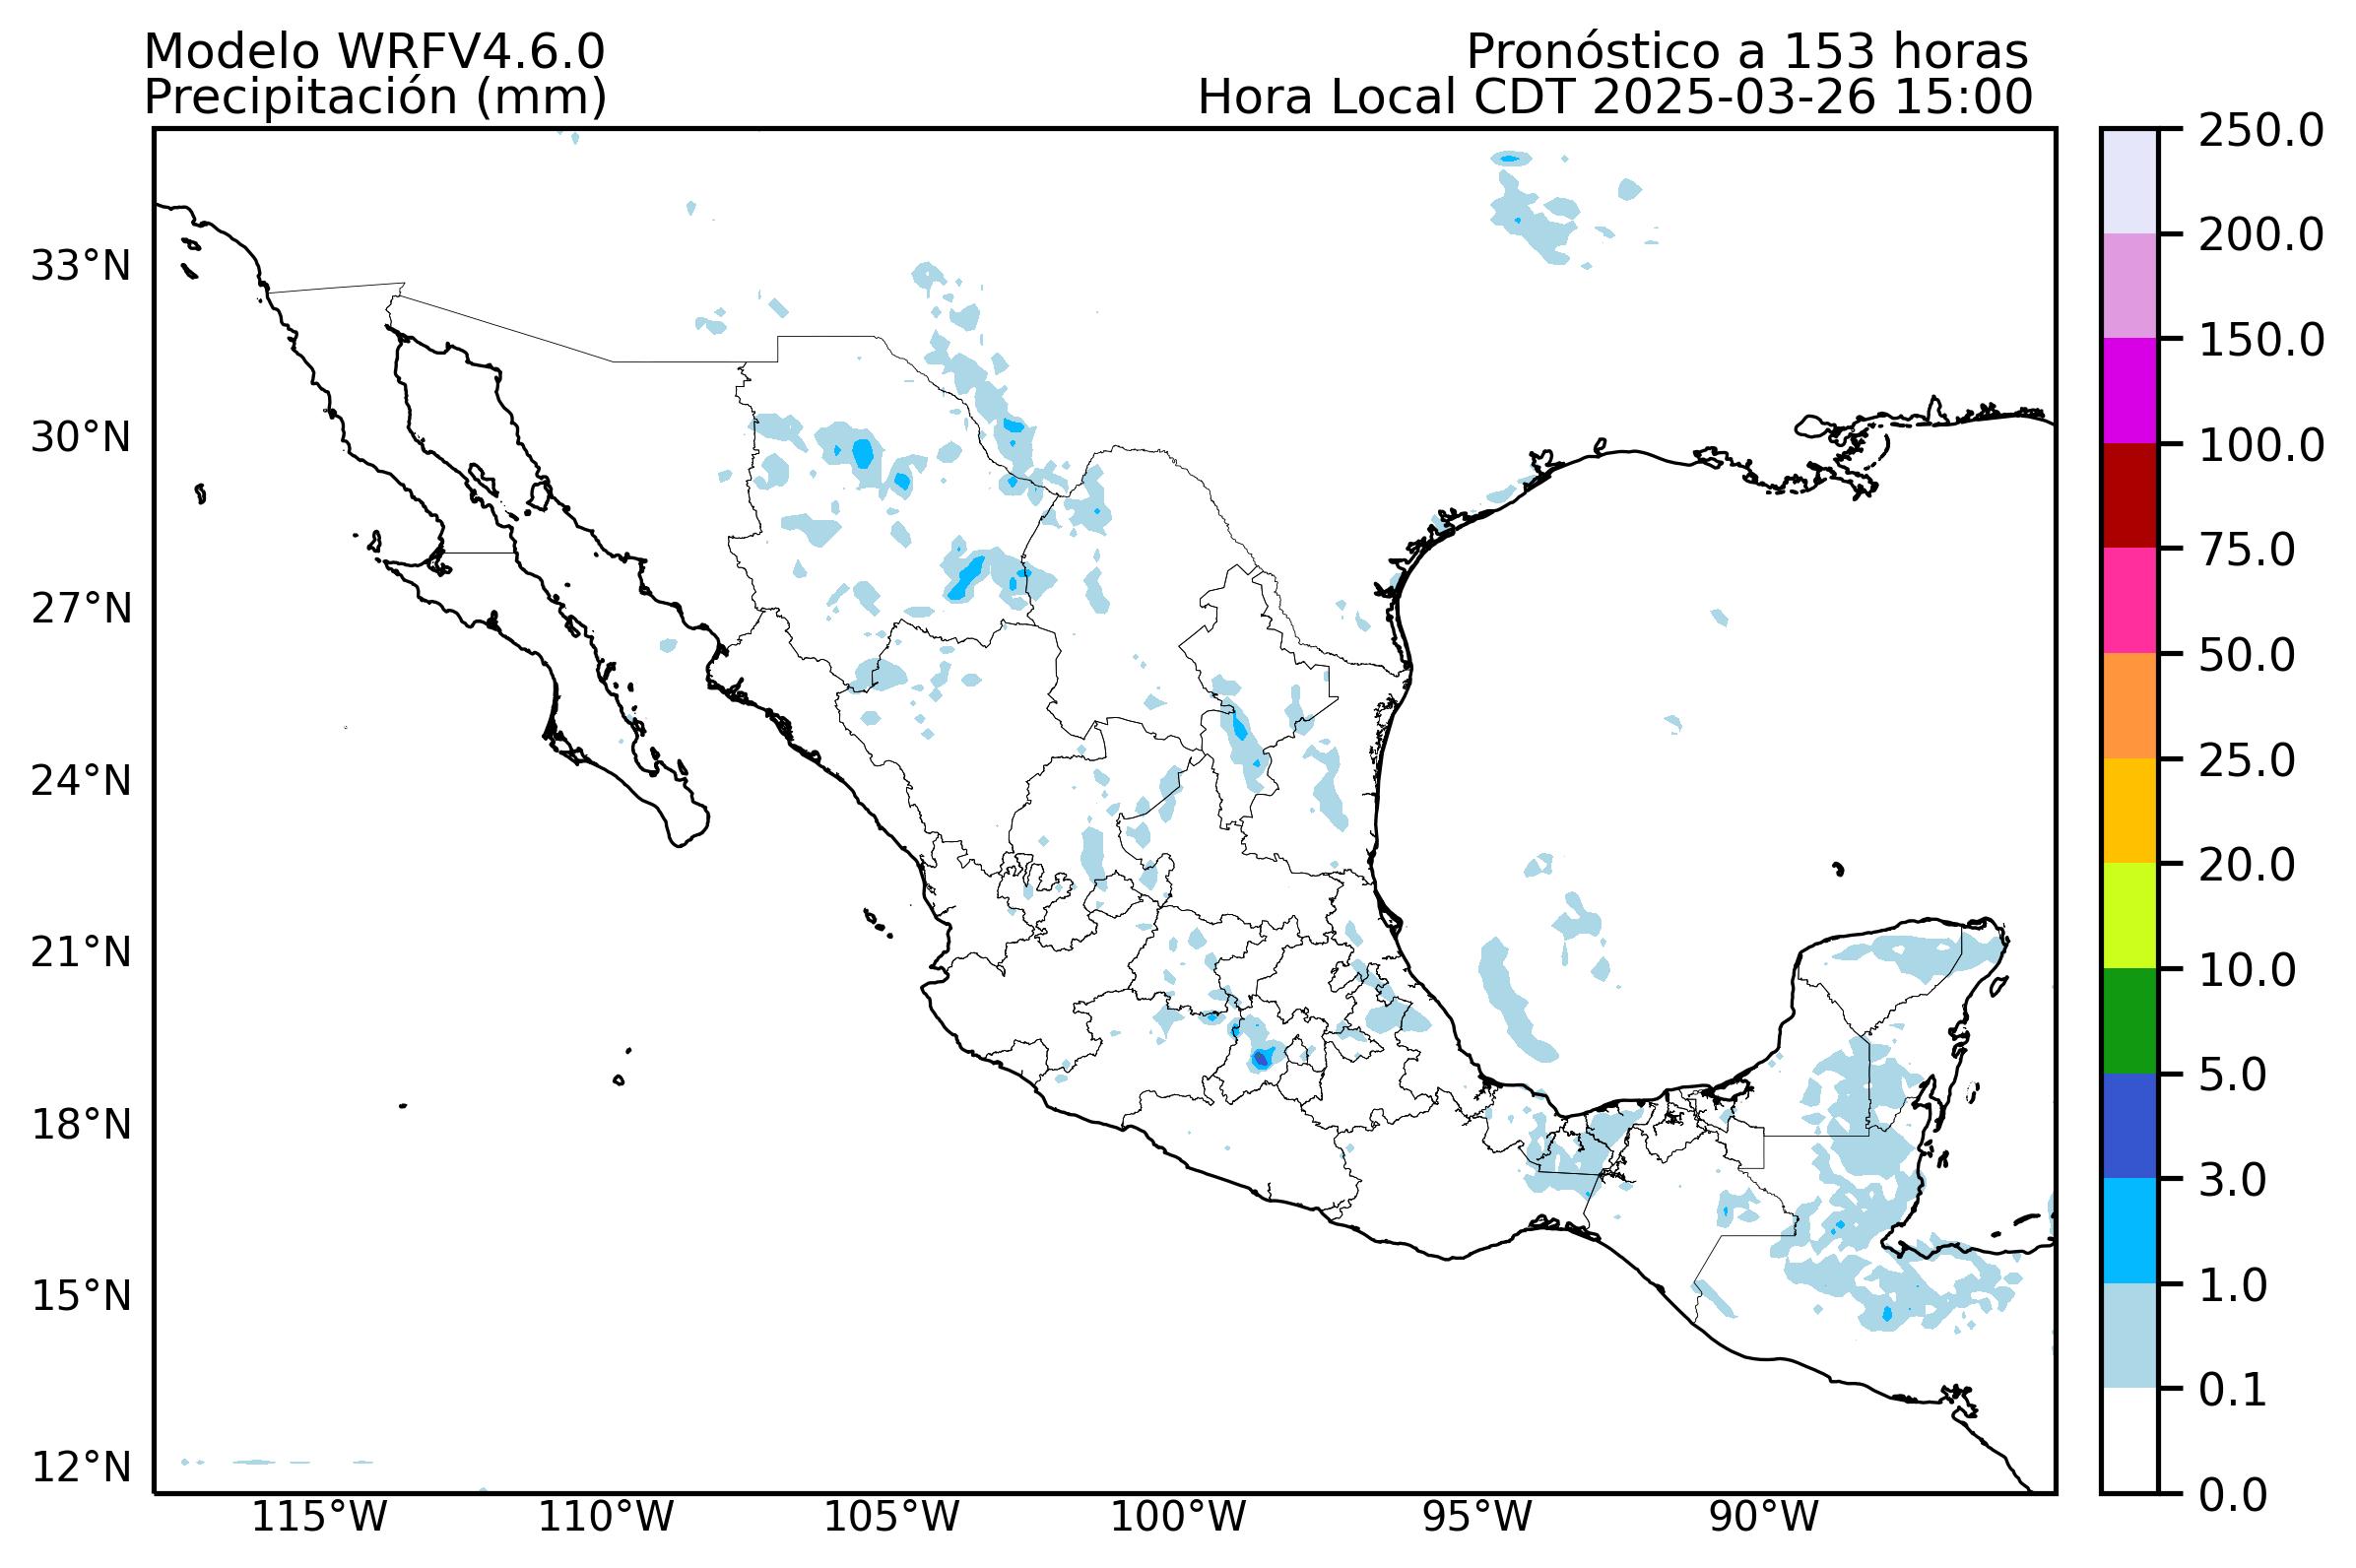 Modelo WRFV4.6.0
Precipitación (mm)
Pronóstico a 153 horas
Hora Local CDT 2025-03-26 15:00
33°N
30°N
27°N
24°N
21°N
18°N
15°N
12°N
115°W
110°W
105°W
100°W
95°W
90°W
250.0
200.0
150.0
100.0
75.0
50.0
25.0
20.0
10.0
5.0
3.0
1.0
0.1
0.0